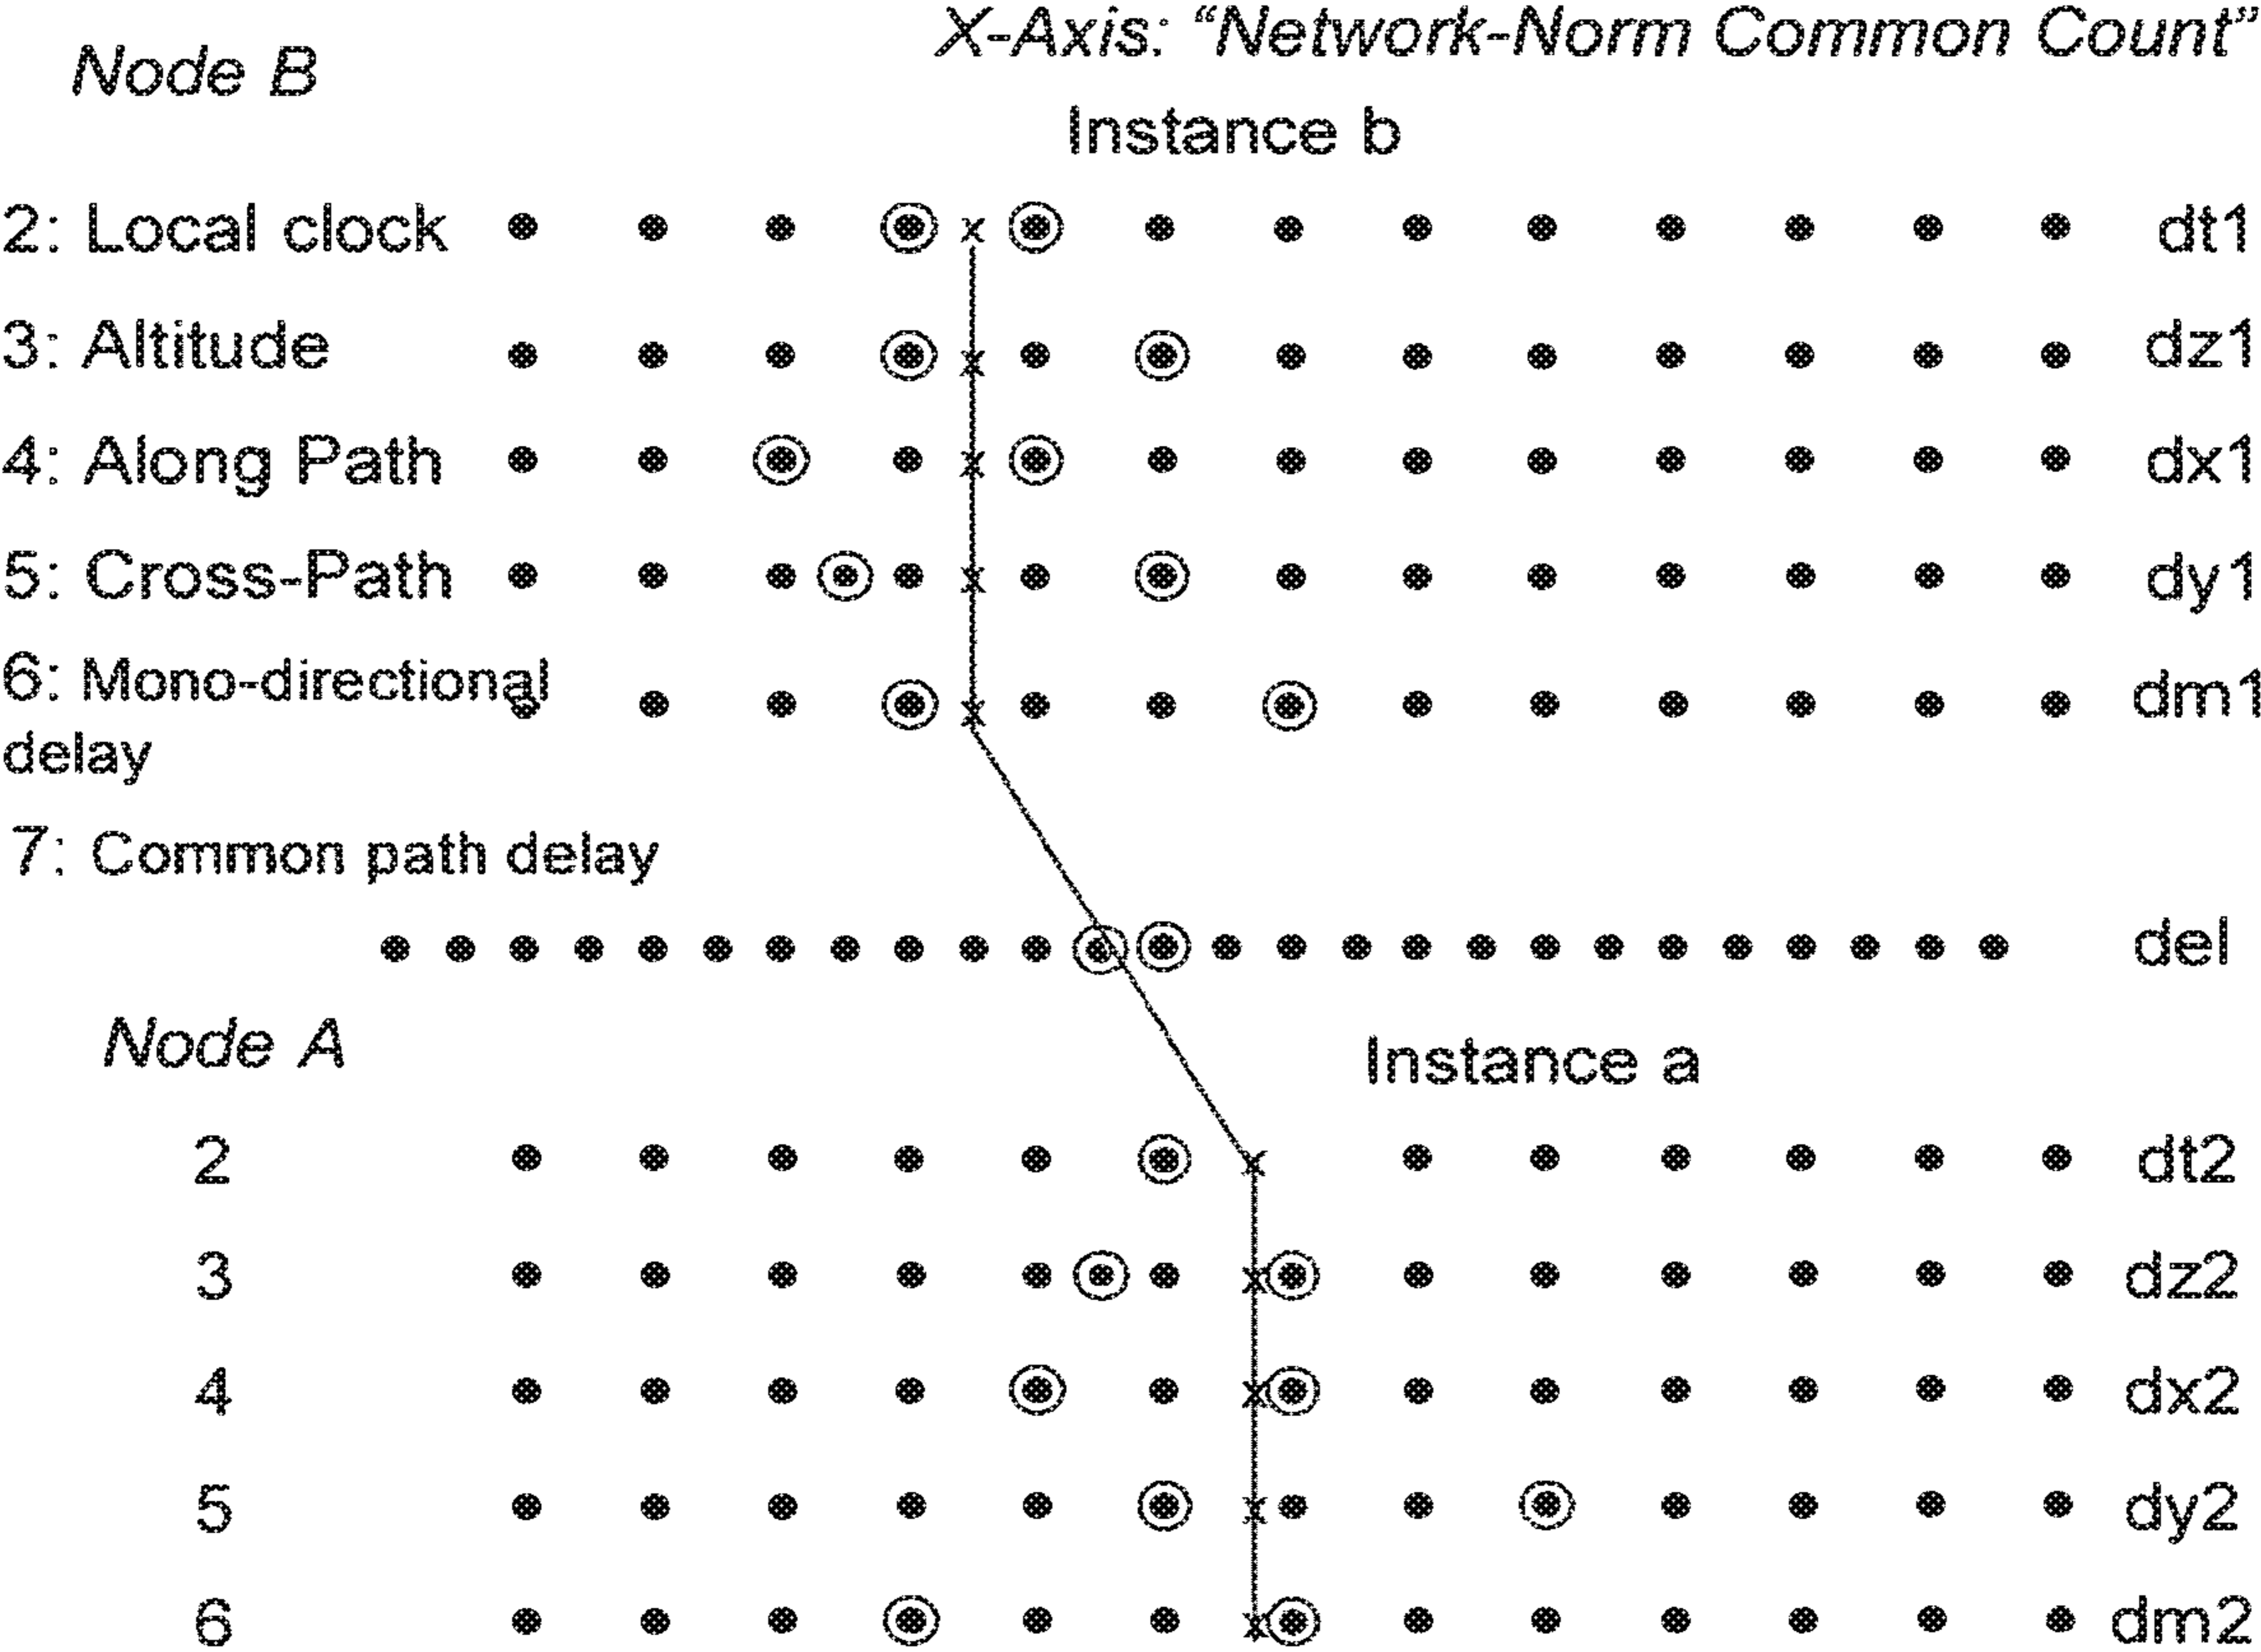 X-Axis: “Network-Norm Common Count”
Node B
Instance b
2: Local clock dt1
3: Altitude dz1
4: Along Path dx1
5: Cross-Path dy1
6: Mono-directional
delay dm1
7: Common path delay
del
Node A
Instance a
2 dt2
3 dz2
4 dx2
5 dy2
6 dm2